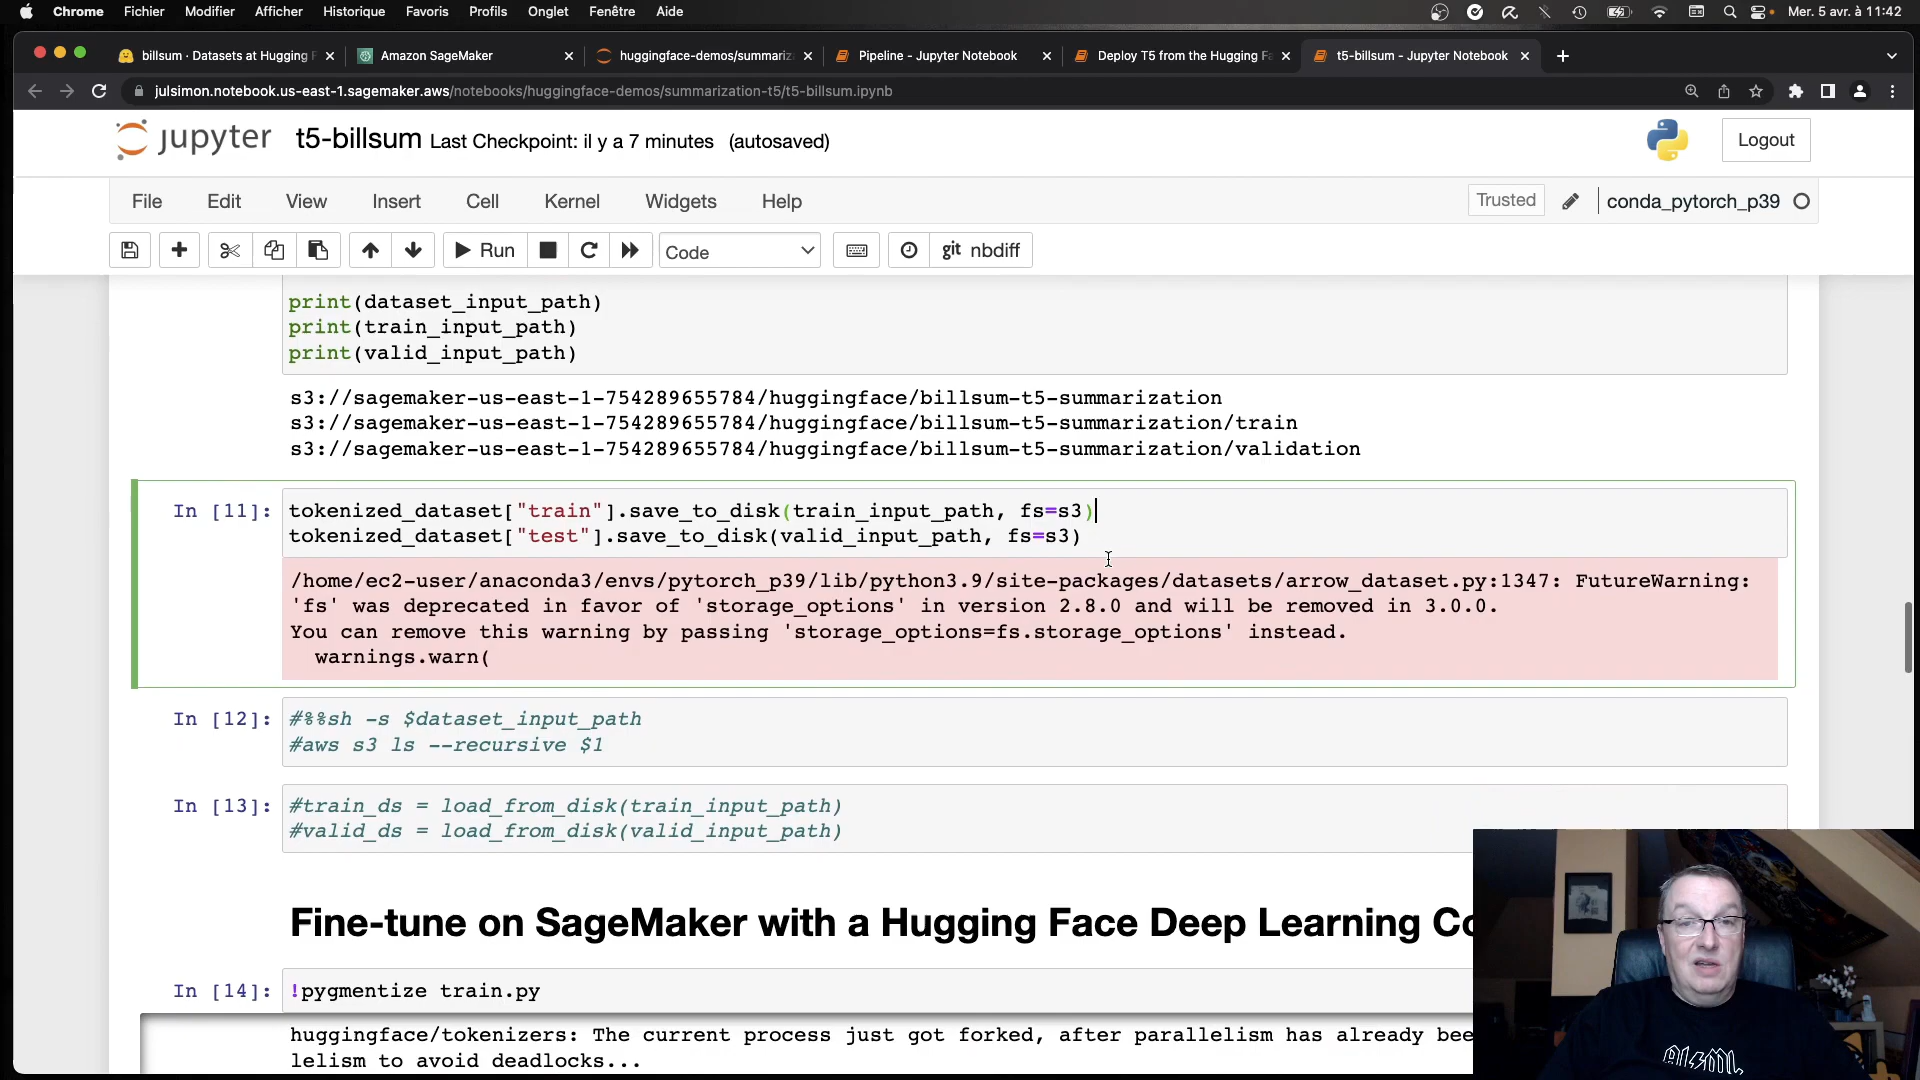 Chrome Fichier Modifier Afficher Historique Favoris Profils Onglet Fenêtre Aide Mer. 5 avr. à 11:42
billsum · Datasets at Hugging F Amazon SageMaker huggingface-demos/summariz Pipeline - Jupyter Notebook Deploy T5 from the Hugging Fa t5-billsum - Jupyter Notebook
julsimon.notebook.us-east-1.sagemaker.aws/notebooks/huggingface-demos/summarization-t5/t5-billsum.ipynb
jupyter t5-billsum Last Checkpoint: il y a 7 minutes (autosaved) Logout
File Edit View Insert Cell Kernel Widgets Help Trusted conda_pytorch_p39
Run Code git nbdiff
print(dataset_input_path)
print(train_input_path)
print(valid_input_path)
s3://sagemaker-us-east-1-754289655784/huggingface/billsum-t5-summarization
s3://sagemaker-us-east-1-754289655784/huggingface/billsum-t5-summarization/train
s3://sagemaker-us-east-1-754289655784/huggingface/billsum-t5-summarization/validation
In [11]: tokenized_dataset["train"].save_to_disk(train_input_path, fs=s3)
tokenized_dataset["test"].save_to_disk(valid_input_path, fs=s3)
/home/ec2-user/anaconda3/envs/pytorch_p39/lib/python3.9/site-packages/datasets/arrow_dataset.py:1347: FutureWarning:
'fs' was deprecated in favor of 'storage_options' in version 2.8.0 and will be removed in 3.0.0.
You can remove this warning by passing 'storage_options=fs.storage_options' instead.
warnings.warn(
In [12]: #%%sh -s $dataset_input_path
#aws s3 ls --recursive $1
In [13]: #train_ds = load_from_disk(train_input_path)
#valid_ds = load_from_disk(valid_input_path)
Fine-tune on SageMaker with a Hugging Face Deep Learning Co
In [14]: !pygmentize train.py
huggingface/tokenizers: The current process just got forked, after parallelism has already bee
lelism to avoid deadlocks...